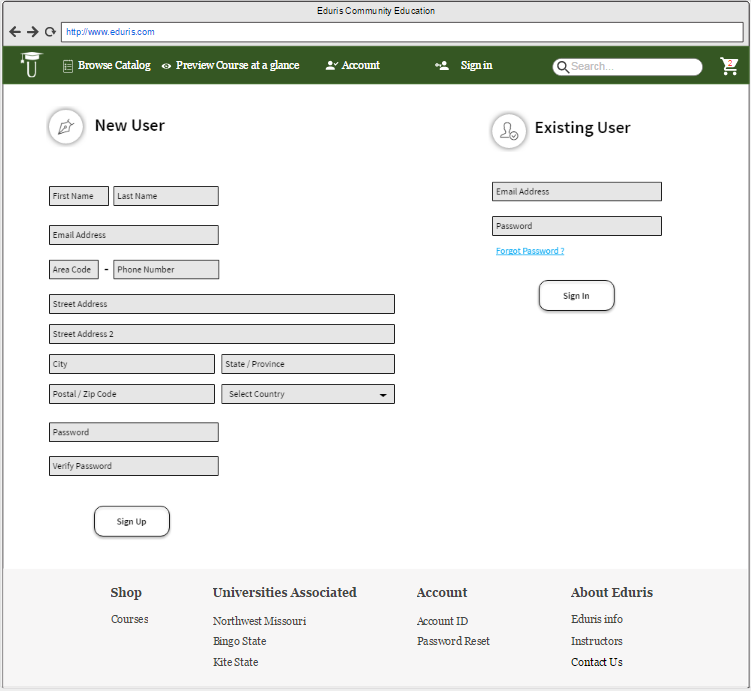 Eduris Community Education
http://www.eduris.com
Browse Catalog Preview Course at a glance Account Sign in Search... 2
New User
Existing User
First Name Last Name
Email Address
Area Code - Phone Number
Street Address
Street Address 2
City State / Province
Postal / Zip Code Select Country
Password
Verify Password
Sign Up
Email Address
Password
Forgot Password ?
Sign In
Shop
Courses
Universities Associated
Northwest Missouri
Bingo State
Kite State
Account
Account ID
Password Reset
About Eduris
Eduris info
Instructors
Contact Us